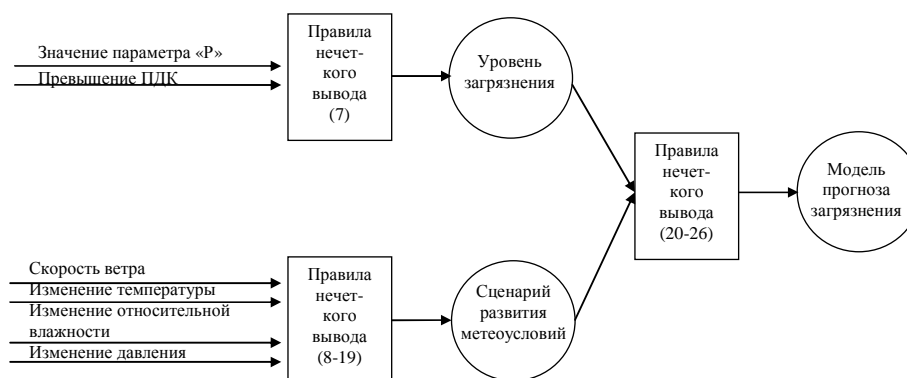 Значение параметра «Р»
Превышение ПДК
Правила
нечет-
кого
вывода
(7)
Уровень
загрязнения
Правила
нечет-
кого
вывода
(20-26)
Модель
прогноза
загрязнения
Скорость ветра
Изменение температуры
Изменение относительной
влажности
Изменение давления
Правила
нечет-
кого
вывода
(8-19)
Сценарий
развития
метеоусловий